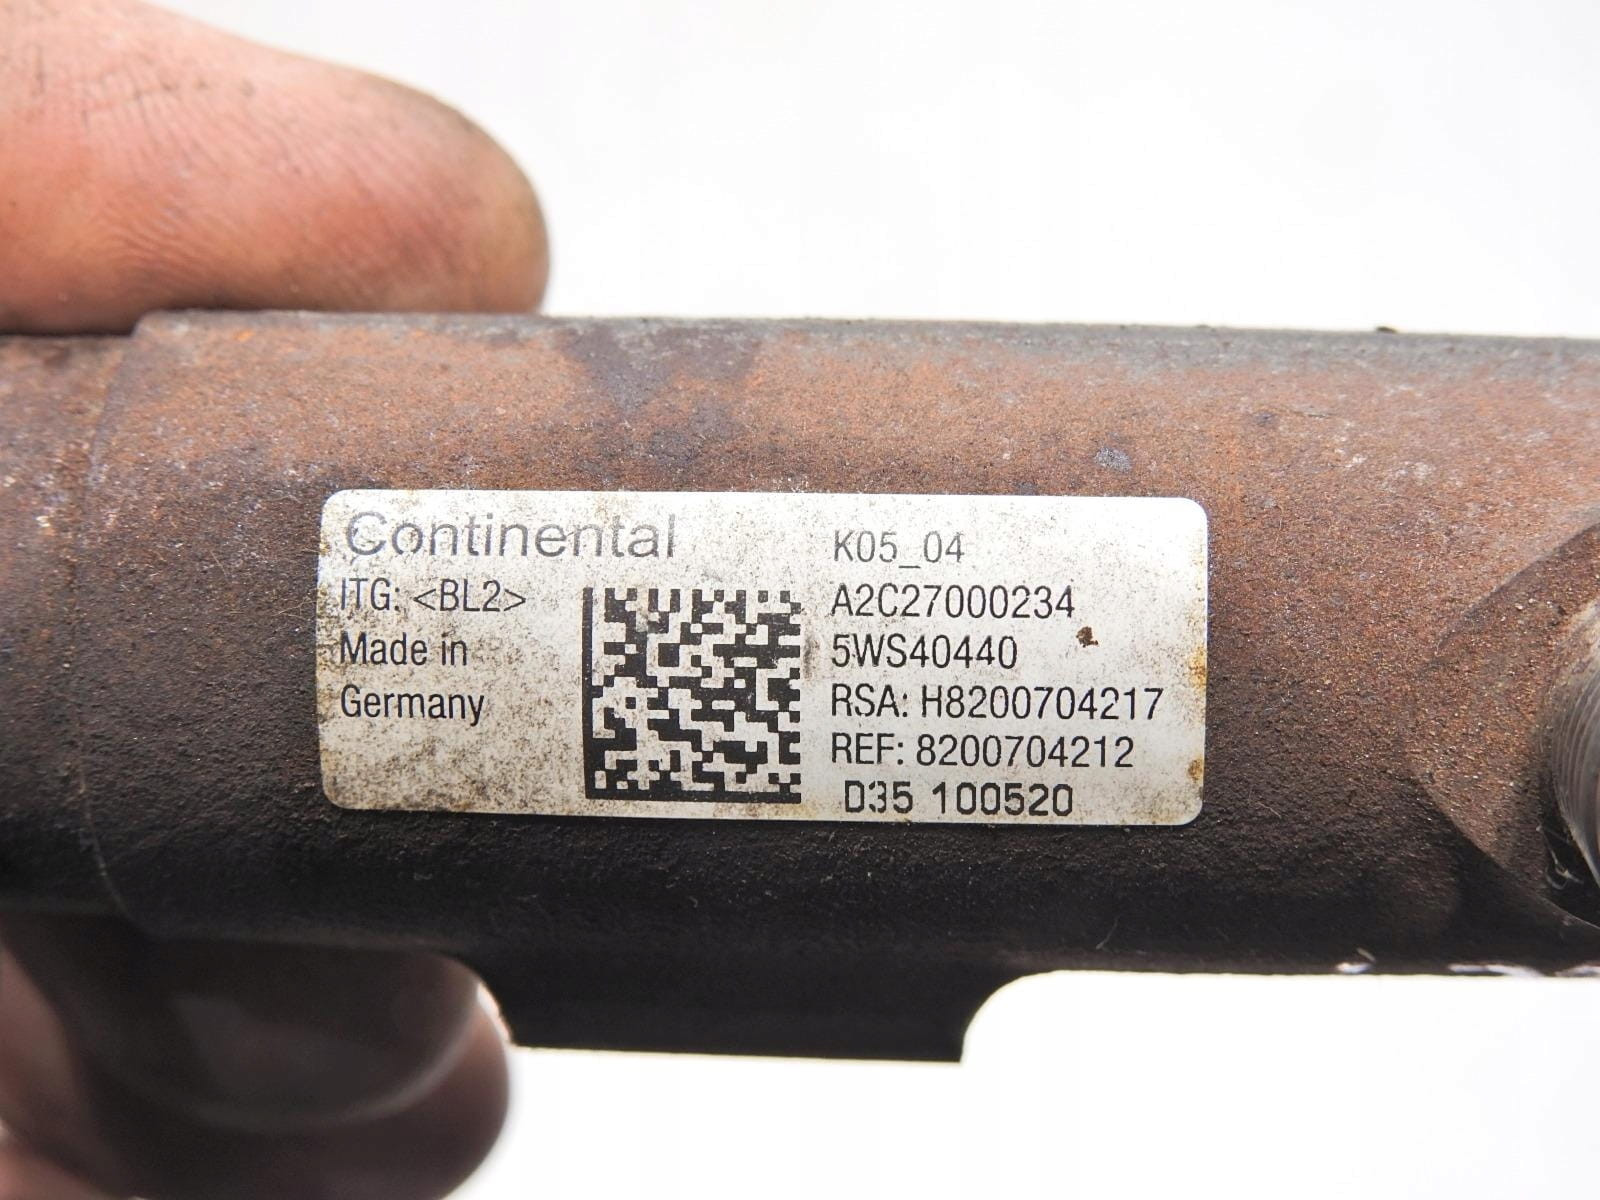 Continental
ITG: <BL2>
Made in
Germany
K05_04
A2C27000234
5WS40440
RSA: H8200704217
REF: 8200704212
D35 100520